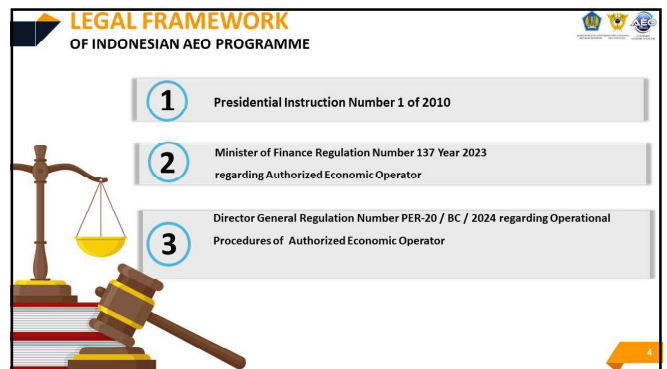 LEGAL FRAMEWORK
OF INDONESIAN AEO PROGRAMME
AEO
1
Presidential Instruction Number 1 of 2010
2
Minister of Finance Regulation Number 137 Year 2023
regarding Authorized Economic Operator
3
Director General Regulation Number PER-20 / BC / 2024 regarding Operational
Procedures of Authorized Economic Operator
4